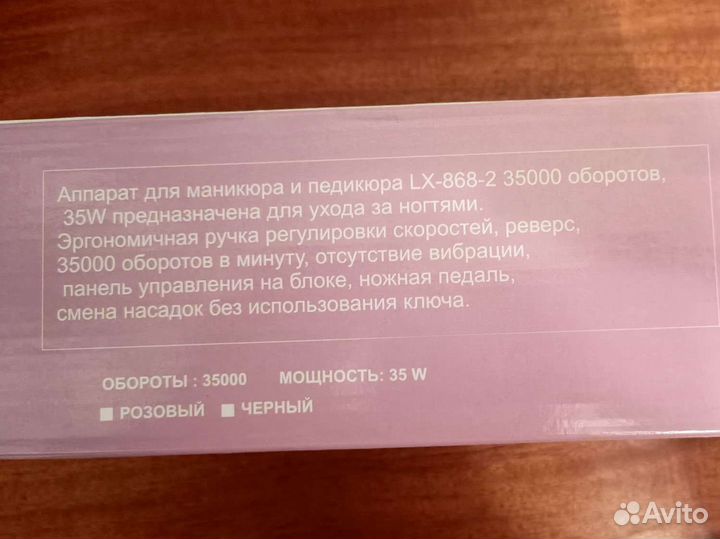 Аппарат для маникюра и педикюра LX-868-2 35000 оборотов,
35W предназначена для ухода за ногтями.
Эргономичная ручка регулировки скоростей, реверс,
35000 оборотов в минуту, отсутствие вибрации,
панель управления на блоке, ножная педаль,
смена насадок без использования ключа.
ОБОРОТЫ : 35000 МОЩНОСТЬ: 35 W
РОЗОВЫЙ ЧЕРНЫЙ
Avito